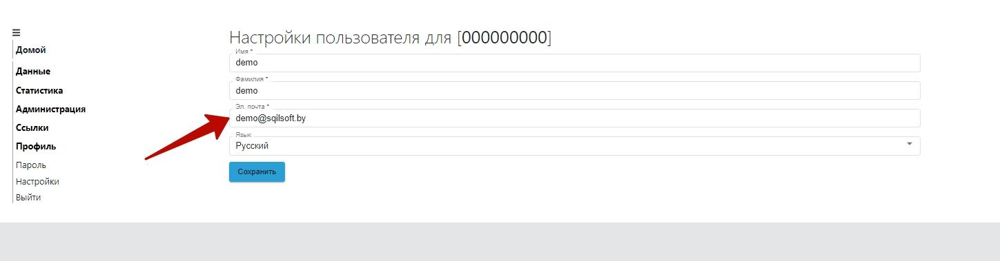 Домой
Данные
Статистика
Администрация
Ссылки
Профиль
Пароль
Настройки
Выйти
Настройки пользователя для [000000000]
Имя *
demo
Фамилия *
demo
Эл. почта *
demo@sqilsoft.by
Язык
Русский
Сохранить